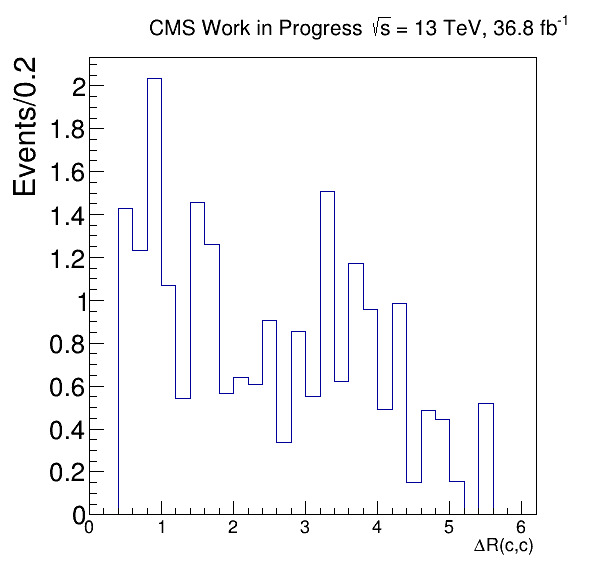 CMS Work in Progress √s = 13 TeV, 36.8 fb⁻¹
Events/0.2
2
1.8
1.6
1.4
1.2
1
0.8
0.6
0.4
0.2
0
0 1 2 3 4 5 6
ΔR(c,c)